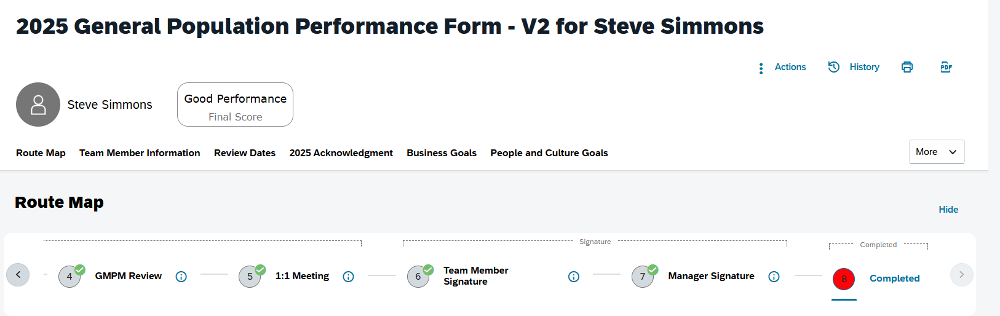 2025 General Population Performance Form - V2 for Steve Simmons
Actions History PDF
Steve Simmons
Good Performance
Final Score
Route Map Team Member Information Review Dates 2025 Acknowledgment Business Goals People and Culture Goals More
Route Map
Hide
Signature
Completed
4 GMPM Review
5 1:1 Meeting
6 Team Member
Signature
7 Manager Signature
8 Completed